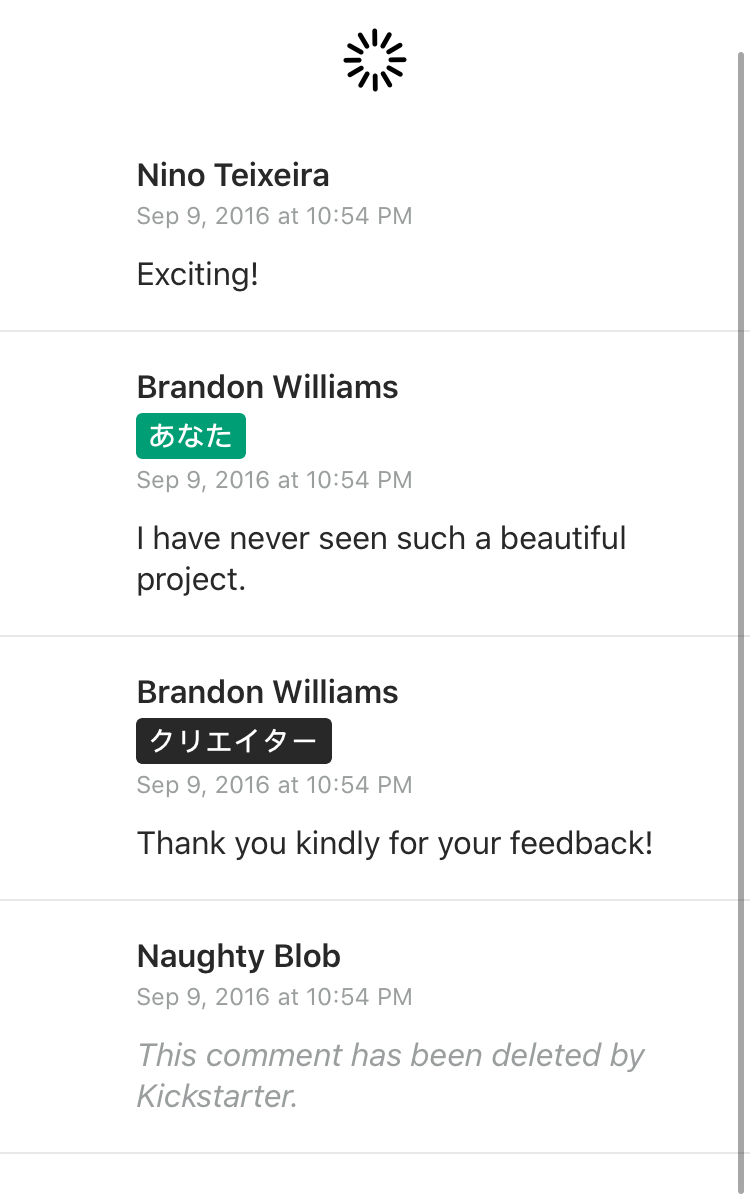 Nino Teixeira
Sep 9, 2016 at 10:54 PM
Exciting!
Brandon Williams
あなた
Sep 9, 2016 at 10:54 PM
I have never seen such a beautiful
project.
Brandon Williams
クリエイター
Sep 9, 2016 at 10:54 PM
Thank you kindly for your feedback!
Naughty Blob
Sep 9, 2016 at 10:54 PM
This comment has been deleted by
Kickstarter.